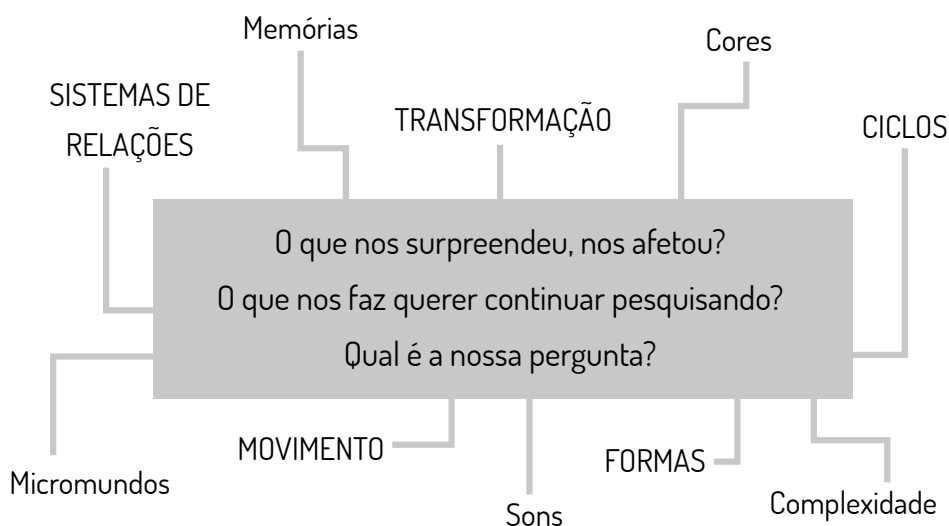 Memórias
Cores
SISTEMAS DE
RELAÇÕES
TRANSFORMAÇÃO
CICLOS
O que nos surpreendeu, nos afetou?
O que nos faz querer continuar pesquisando?
Qual é a nossa pergunta?
MOVIMENTO
FORMAS
Micromundos
Sons
Complexidade